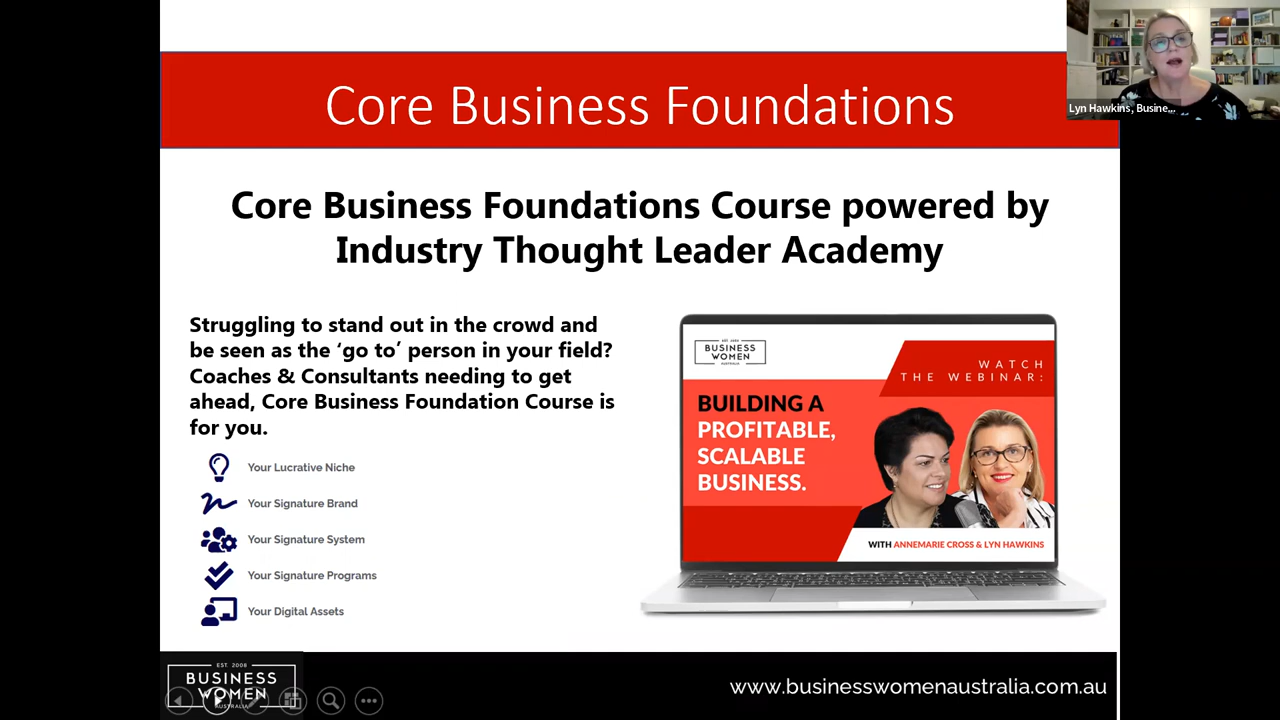 Core Business Foundations
Lyn Hawkins, Busine...
Core Business Foundations Course powered by
Industry Thought Leader Academy
Struggling to stand out in the crowd and
be seen as the ‘go to’ person in your field?
Coaches & Consultants needing to get
ahead, Core Business Foundation Course is
for you.
Your Lucrative Niche
Your Signature Brand
Your Signature System
Your Signature Programs
Your Digital Assets
EST. 2008
BUSINESS
WOMEN
AUSTRALIA
WATCH
THE WEBINAR:
BUILDING A
PROFITABLE,
SCALABLE
BUSINESS.
WITH ANNEMARIE CROSS & LYN HAWKINS
EST. 2008
BUSINESS
WOMEN
AUSTRALIA
www.businesswomenaustralia.com.au